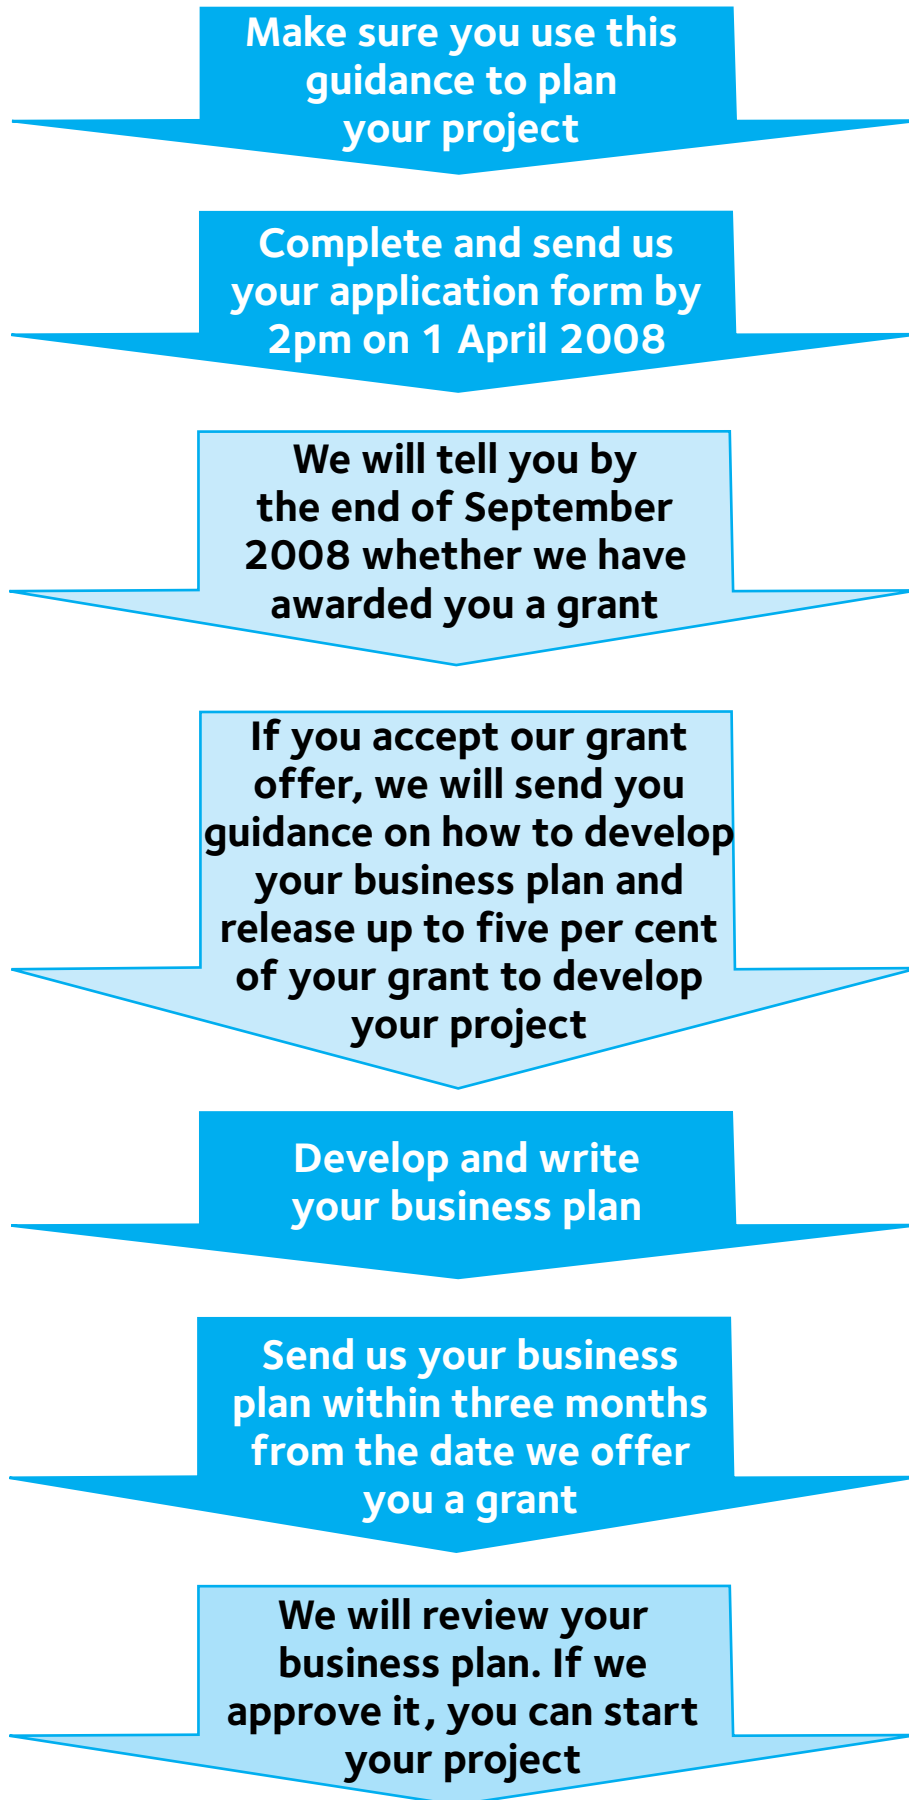 Make sure you use this
guidance to plan
your project
Complete and send us
your application form by
2pm on 1 April 2008
We will tell you by
the end of September
2008 whether we have
awarded you a grant
If you accept our grant
offer, we will send you
guidance on how to develop
your business plan and
release up to five per cent
of your grant to develop
your project
Develop and write
your business plan
Send us your business
plan within three months
from the date we offer
you a grant
We will review your
business plan. If we
approve it, you can start
your project